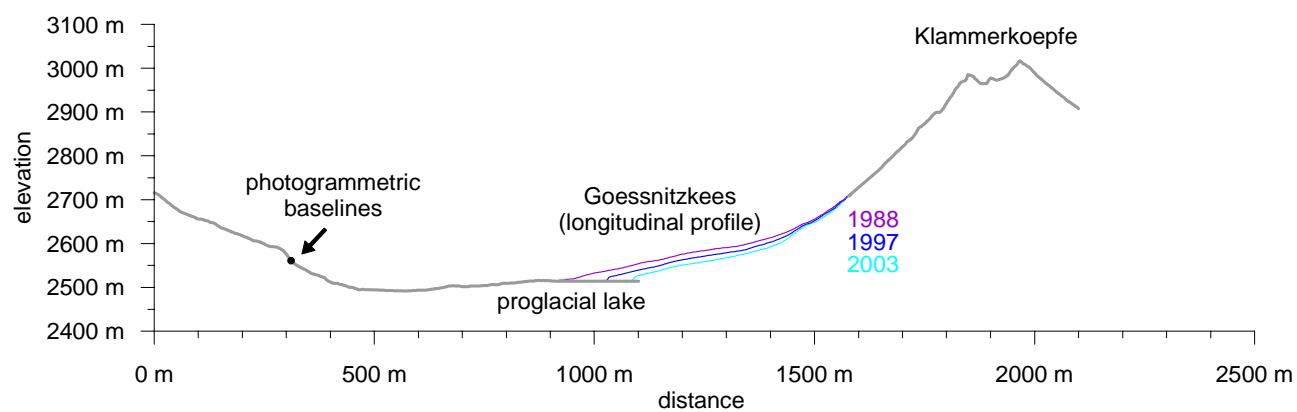 3100 m
3000 m
2900 m
2800 m
2700 m
2600 m
2500 m
2400 m
elevation
Klammerkoepfe
photogrammetric
baselines
Goessnitzkees
(longitudinal profile)
1988
1997
2003
proglacial lake
0 m
500 m
1000 m
1500 m
2000 m
2500 m
distance